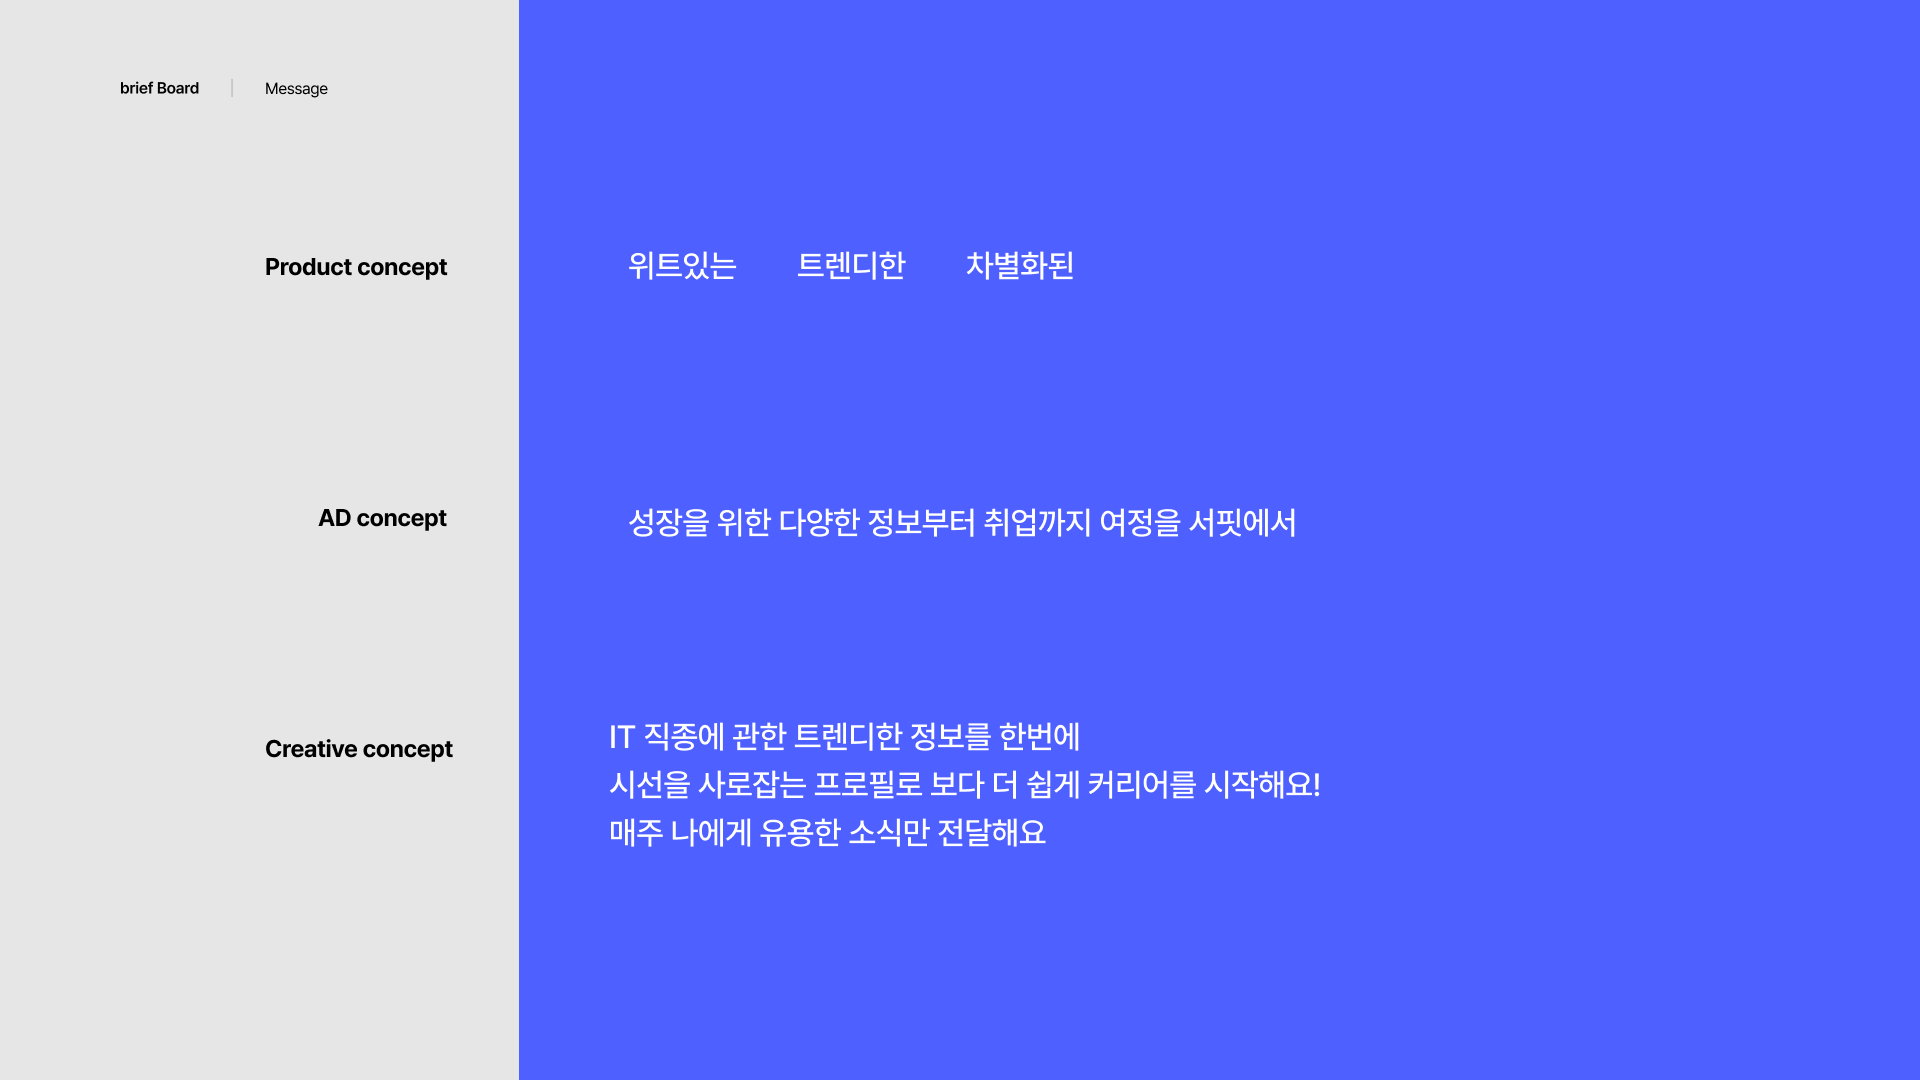 brief Board | Message
Product concept
위트있는 트렌디한 차별화된
AD concept
성장을 위한 다양한 정보부터 취업까지 여정을 서핏에서
Creative concept
IT 직종에 관한 트렌디한 정보를 한번에
시선을 사로잡는 프로필로 보다 더 쉽게 커리어를 시작해요!
매주 나에게 유용한 소식만 전달해요